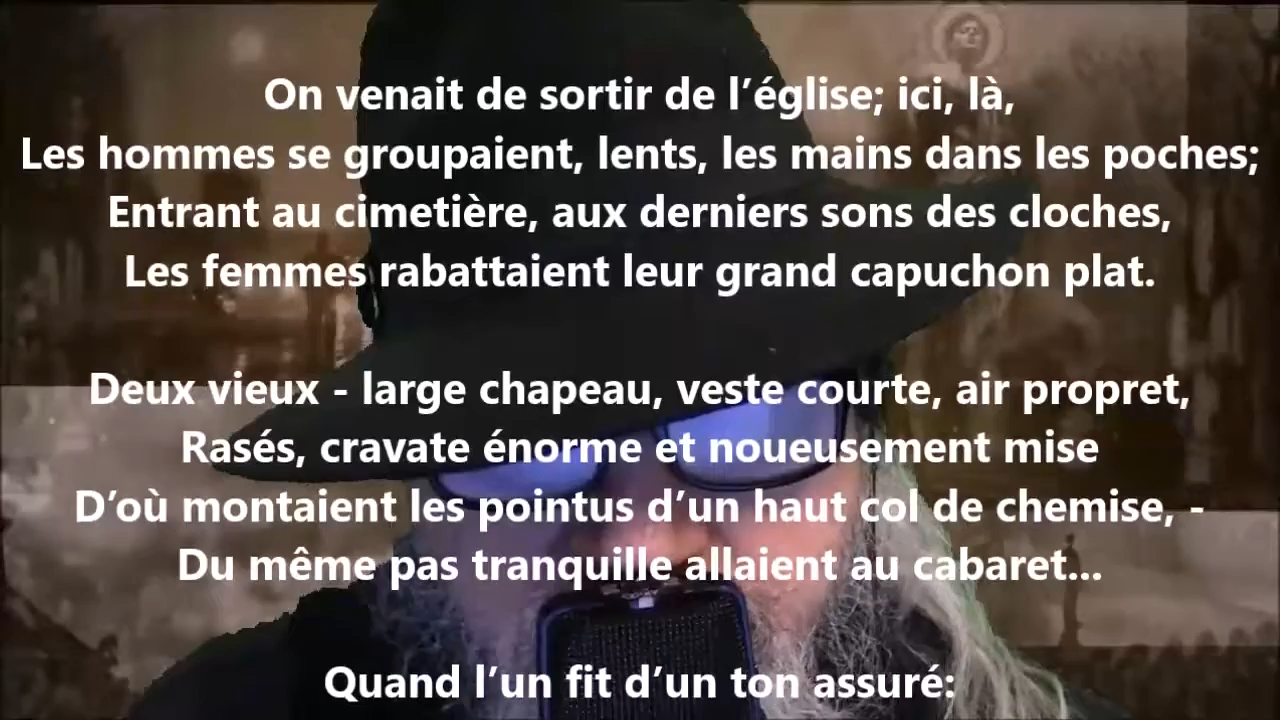 On venait de sortir de l’église; ici, là,
Les hommes se groupaient, lents, les mains dans les poches;
Entrant au cimetière, aux derniers sons des cloches,
Les femmes rabattaient leur grand capuchon plat.
Deux vieux - large chapeau, veste courte, air propret,
Rasés, cravate énorme et noueusement mise
D’où montaient les pointus d’un haut col de chemise, -
Du même pas tranquille allaient au cabaret...
Quand l’un fit d’un ton assuré: